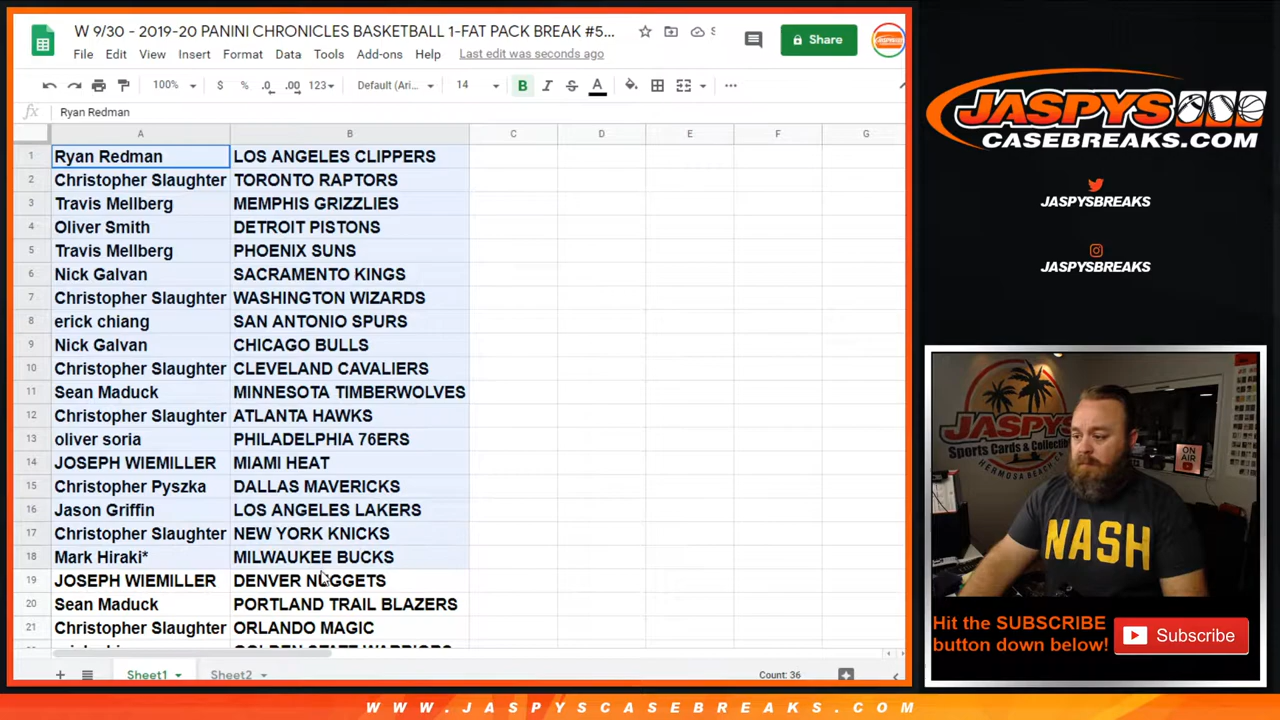 W 9/30 - 2019-20 PANINI CHRONICLES BASKETBALL 1-FAT PACK BREAK #5...
File Edit View Insert Format Data Tools Add-ons Help Last edit was seconds ago
Share
100% $ % .0 .00 123 Default (Ari... 14 B I S A
fx Ryan Redman
A B C D E F G
1 Ryan Redman LOS ANGELES CLIPPERS
2 Christopher Slaughter TORONTO RAPTORS
3 Travis Mellberg MEMPHIS GRIZZLIES
4 Oliver Smith DETROIT PISTONS
5 Travis Mellberg PHOENIX SUNS
6 Nick Galvan SACRAMENTO KINGS
7 Christopher Slaughter WASHINGTON WIZARDS
8 erick chiang SAN ANTONIO SPURS
9 Nick Galvan CHICAGO BULLS
10 Christopher Slaughter CLEVELAND CAVALIERS
11 Sean Maduck MINNESOTA TIMBERWOLVES
12 Christopher Slaughter ATLANTA HAWKS
13 oliver soria PHILADELPHIA 76ERS
14 JOSEPH WIEMILLER MIAMI HEAT
15 Christopher Pyszka DALLAS MAVERICKS
16 Jason Griffin LOS ANGELES LAKERS
17 Christopher Slaughter NEW YORK KNICKS
18 Mark Hiraki* MILWAUKEE BUCKS
19 JOSEPH WIEMILLER DENVER NUGGETS
20 Sean Maduck PORTLAND TRAIL BLAZERS
21 Christopher Slaughter ORLANDO MAGIC
Sheet1 Sheet2 Count: 36
JASPYS
CASEBREAKS.COM
JASPYSBREAKS
JASPYSBREAKS
JASPYS
Sports Cards & Collectibles
HERMOSA BEACH, CA
ON
AIR
NASH
Hit the SUBSCRIBE
button down below!
Subscribe
WWW.JASPYSCASEBREAKS.COM